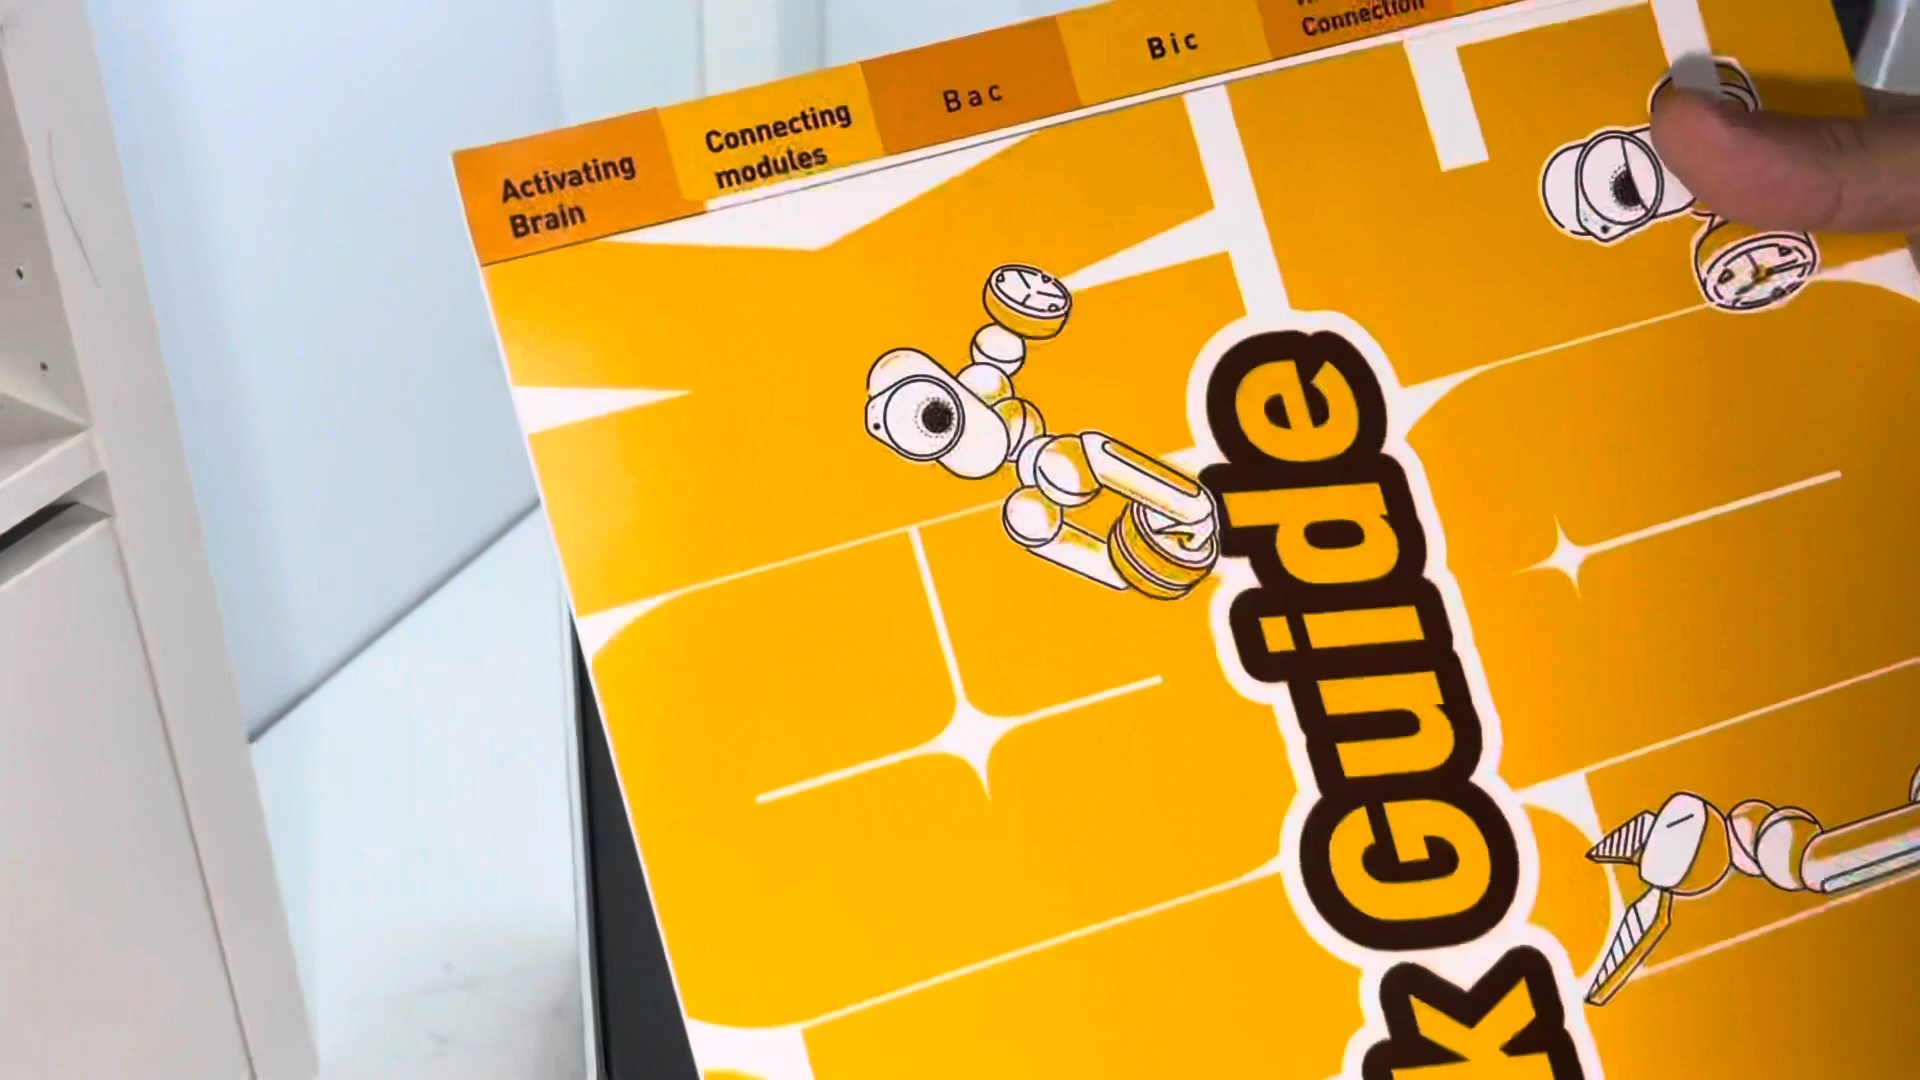 Activating
Brain
Connecting
modules
Bac
Bic
Connection
k Guide